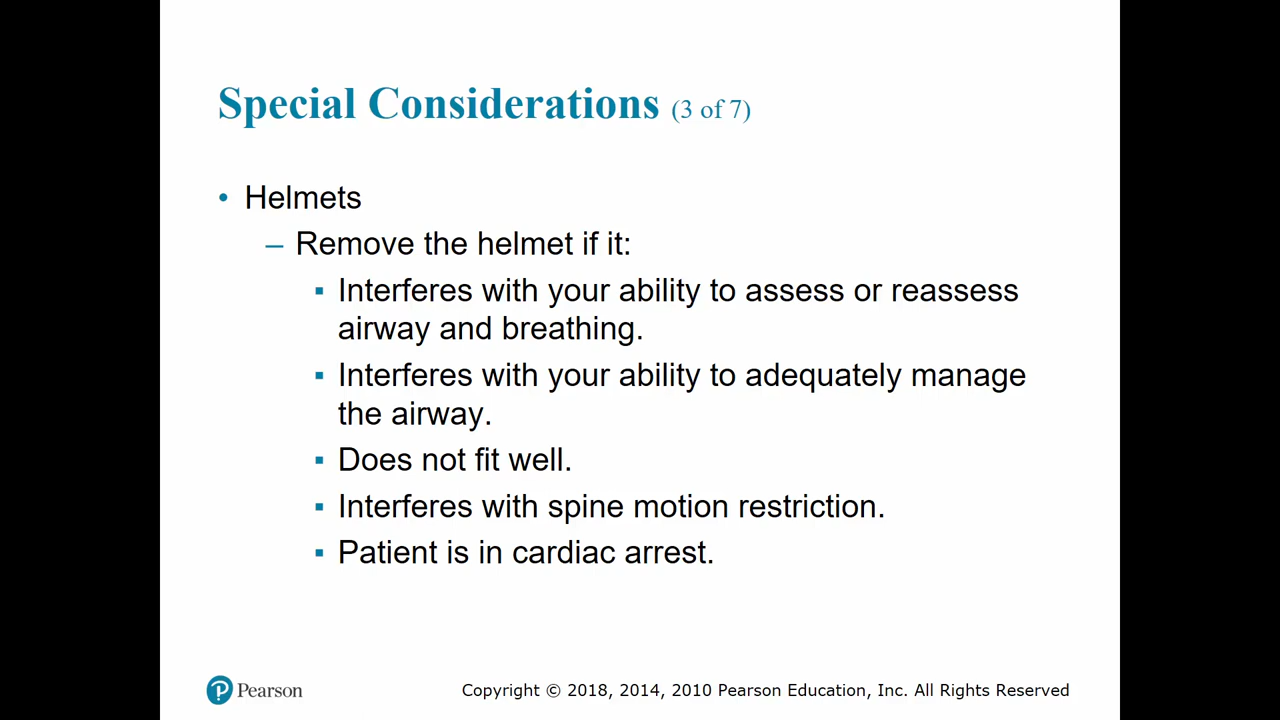 Special Considerations (3 of 7)
• Helmets
– Remove the helmet if it:
▪ Interferes with your ability to assess or reassess
airway and breathing.
▪ Interferes with your ability to adequately manage
the airway.
▪ Does not fit well.
▪ Interferes with spine motion restriction.
▪ Patient is in cardiac arrest.
Pearson
Copyright © 2018, 2014, 2010 Pearson Education, Inc. All Rights Reserved